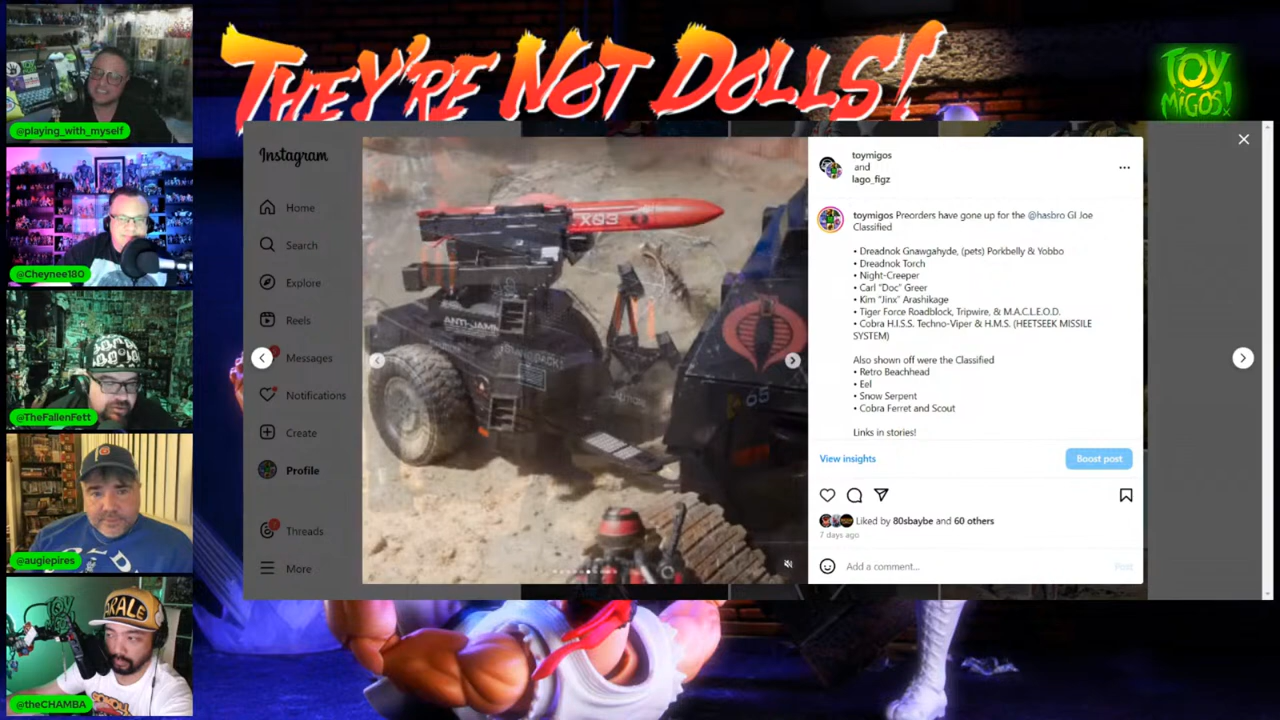 THEY'RE NOT DOLLS!
TOY
MIGOS!
@playing_with_myself
@Cheynee180
@TheFallenFett
@augiepires
@theCHAMBA
Instagram
Home
Search
Explore
Reels
Messages
Notifications
Create
Profile
Threads
More
X03
ANTI-JAM
65
toymigos
and
lago_figz
toymigos Preorders have gone up for the @hasbro GI Joe
Classified
• Dreadnok Gnawgahyde, (pets) Porkbelly & Yobbo
• Dreadnok Torch
• Night-Creeper
• Carl "Doc" Greer
• Kim "Jinx" Arashikage
• Tiger Force Roadblock, Tripwire, & M.A.C.L.E.O.D.
• Cobra H.I.S.S. Techno-Viper & H.M.S. (HEETSEEK MISSILE
SYSTEM)
Also shown off were the Classified
• Retro Beachhead
• Eel
• Snow Serpent
• Cobra Ferret and Scout
Links in stories!
View insights
Boost post
Liked by 80sbaybe and 60 others
7 days ago
Add a comment...
Post